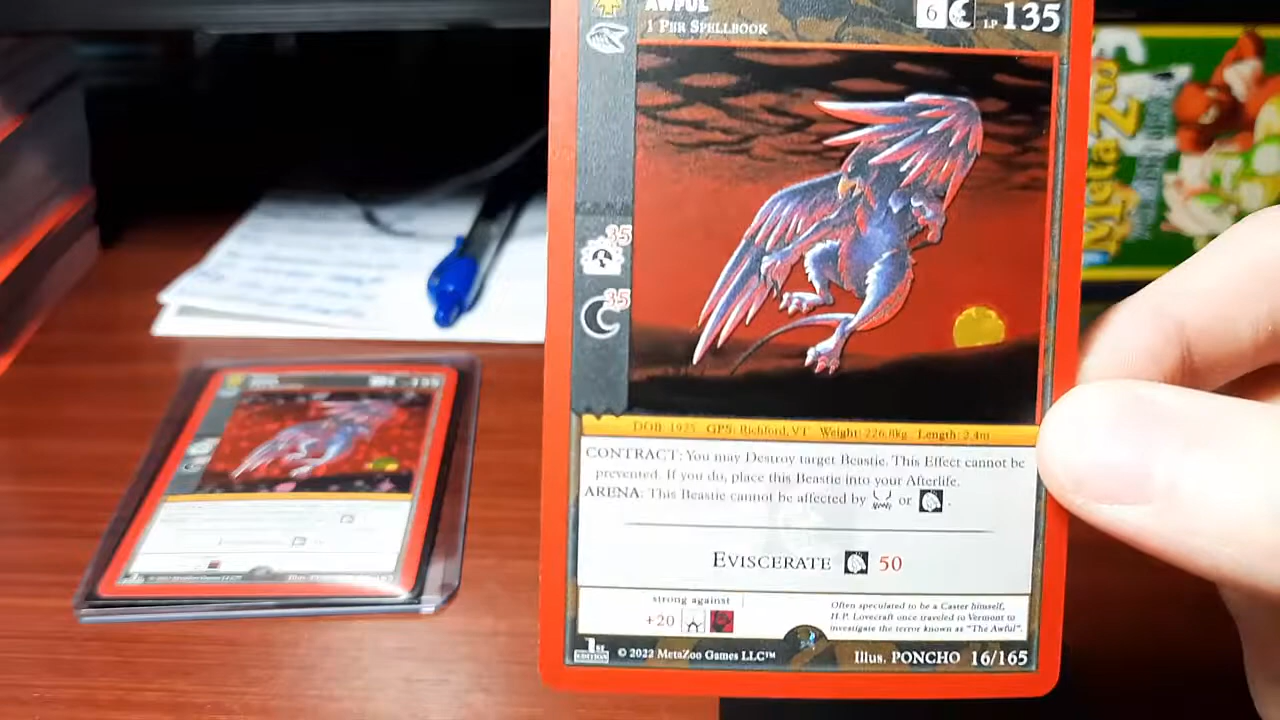 AWFUL
1 PER SPELLBOOK
6
LP 135
35
35
DOB: 1925 GPS: Richford, VT Weight: 226.8kg Length: 2.4m
CONTRACT: You may Destroy target Beastie. This Effect cannot be
prevented. If you do, place this Beastie into your Afterlife.
ARENA: This Beastie cannot be affected by or .
EVISCERATE 50
strong against
+20
Often speculated to be a Caster himself,
H.P. Lovecraft once traveled to Vermont to
investigate the terror known as "The Awful".
1ST EDITION
© 2022 MetaZoo Games LLC™
Illus. PONCHO 16/165
MetaZoo